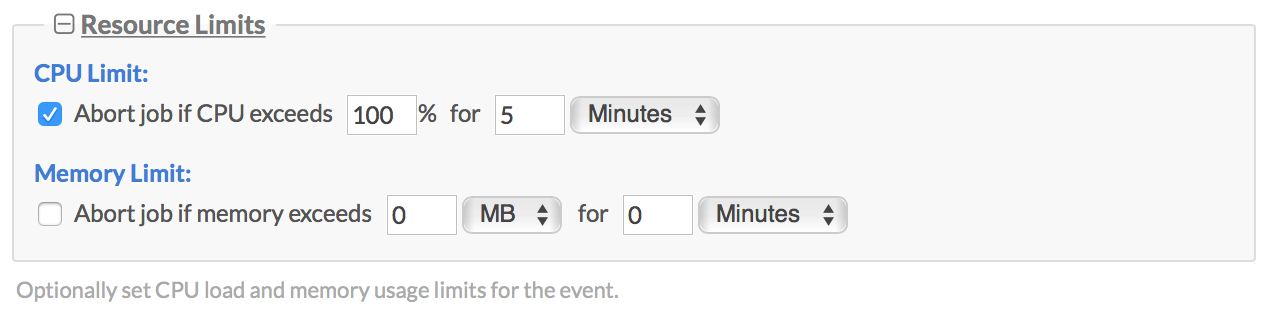 Resource Limits
CPU Limit:
Abort job if CPU exceeds 100 % for 5 Minutes
Memory Limit:
Abort job if memory exceeds 0 MB for 0 Minutes
Optionally set CPU load and memory usage limits for the event.